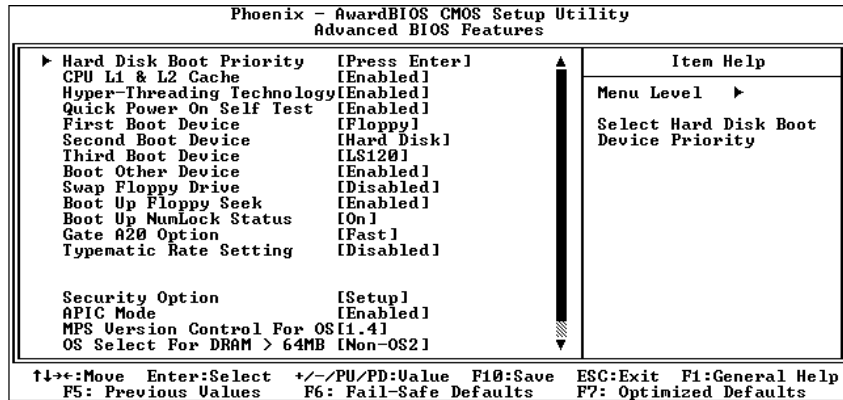 Phoenix - AwardBIOS CMOS Setup Utility
Advanced BIOS Features
▶ Hard Disk Boot Priority [Press Enter]
CPU L1 & L2 Cache [Enabled]
Hyper-Threading Technology[Enabled]
Quick Power On Self Test [Enabled]
First Boot Device [Floppy]
Second Boot Device [Hard Disk]
Third Boot Device [LS120]
Boot Other Device [Enabled]
Swap Floppy Drive [Disabled]
Boot Up Floppy Seek [Enabled]
Boot Up NumLock Status [On]
Gate A20 Option [Fast]
Typematic Rate Setting [Disabled]
Security Option [Setup]
APIC Mode [Enabled]
MPS Version Control For OS[1.4]
OS Select For DRAM > 64MB [Non-OS2]
Item Help
Menu Level ▶
Select Hard Disk Boot
Device Priority
↑↓→←:Move Enter:Select +/-/PU/PD:Value F10:Save ESC:Exit F1:General Help
F5: Previous Values F6: Fail-Safe Defaults F7: Optimized Defaults